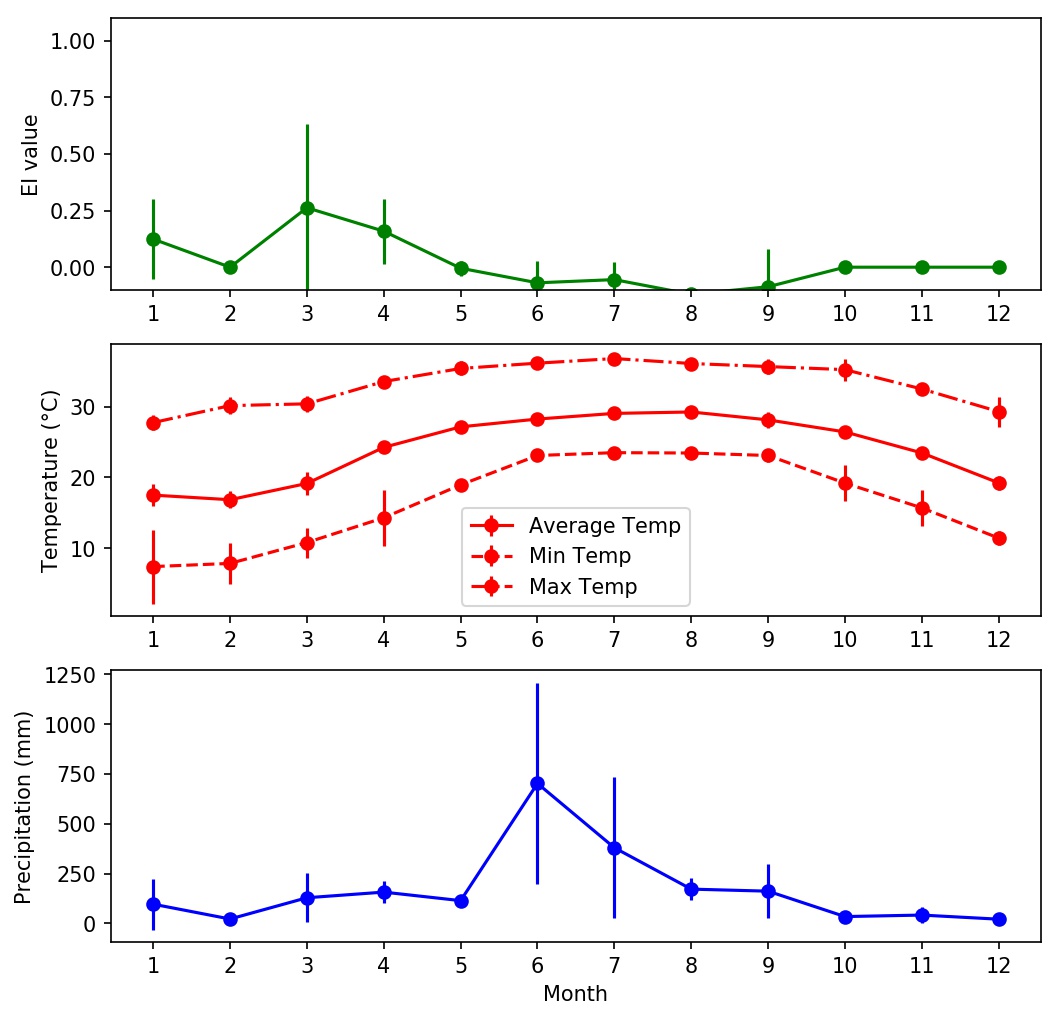 1.00
0.75
0.50
0.25
0.00
EI value
1 2 3 4 5 6 7 8 9 10 11 12
30
20
10
Temperature (°C)
Average Temp
Min Temp
Max Temp
1 2 3 4 5 6 7 8 9 10 11 12
1250
1000
750
500
250
0
Precipitation (mm)
1 2 3 4 5 6 7 8 9 10 11 12
Month